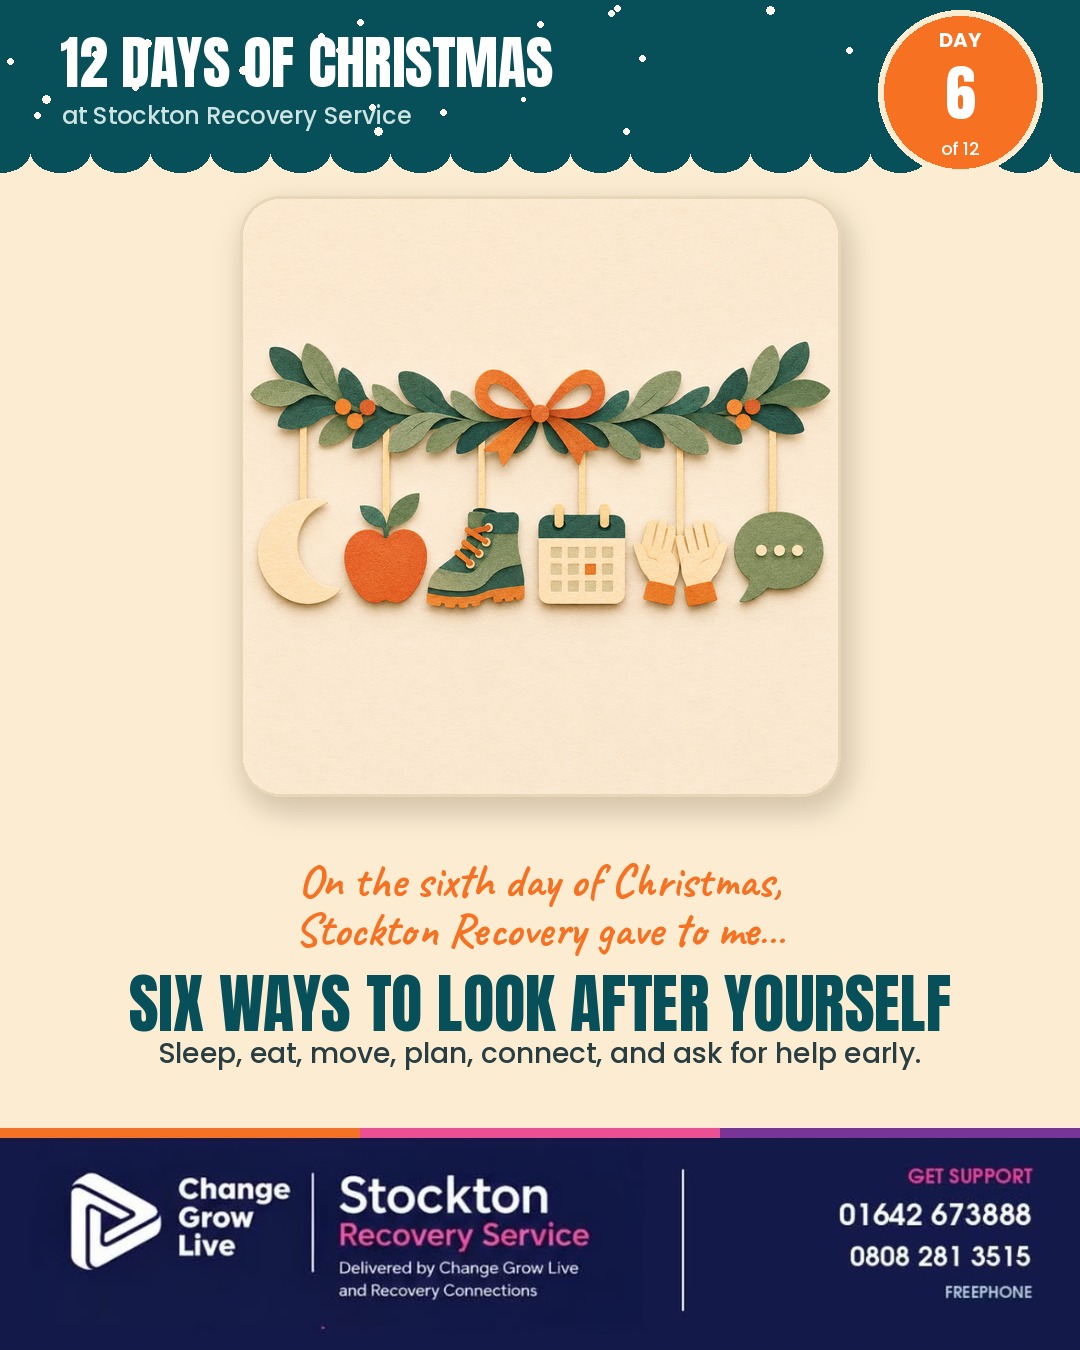 12 DAYS OF CHRISTMAS
at Stockton Recovery Service
DAY
6
of 12
On the sixth day of Christmas,
Stockton Recovery gave to me...
SIX WAYS TO LOOK AFTER YOURSELF
Sleep, eat, move, plan, connect, and ask for help early.
Change
Grow
Live
Stockton
Recovery Service
Delivered by Change Grow Live
and Recovery Connections
GET SUPPORT
01642 673888
0808 281 3515
FREEPHONE